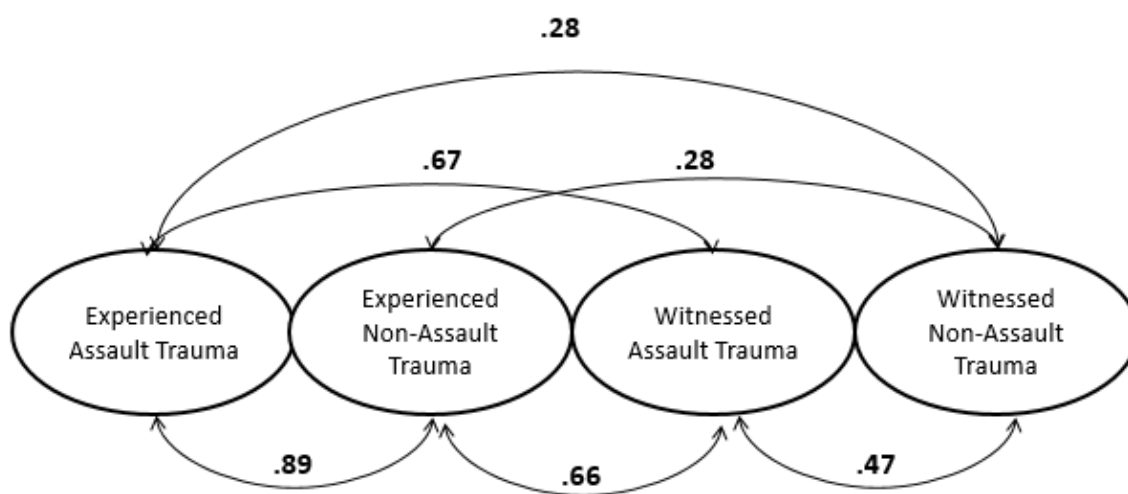 .28
.67
.28
Experienced
Assault Trauma
Experienced
Non-Assault
Trauma
Witnessed
Assault Trauma
Witnessed
Non-Assault
Trauma
.89
.66
.47